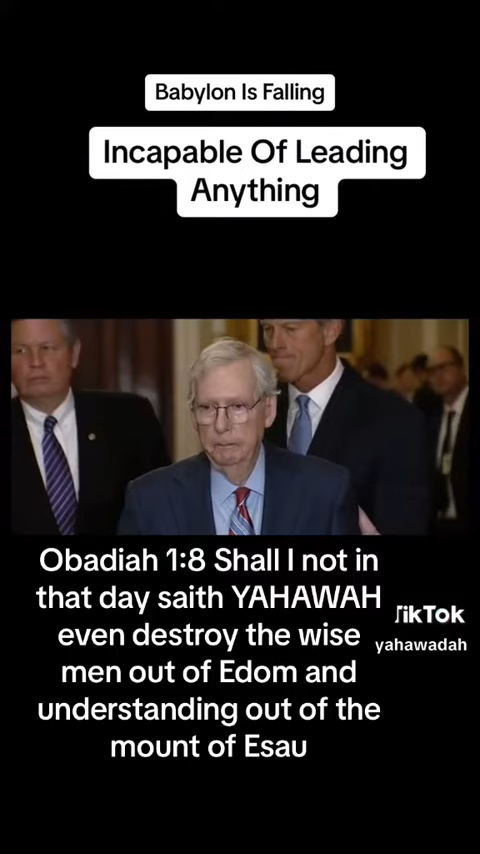 Babylon Is Falling
Incapable Of Leading
Anything
Obadiah 1:8 Shall I not in
that day saith YAHAWAH
even destroy the wise
men out of Edom and
understanding out of the
mount of Esau
TikTok
yahawadah